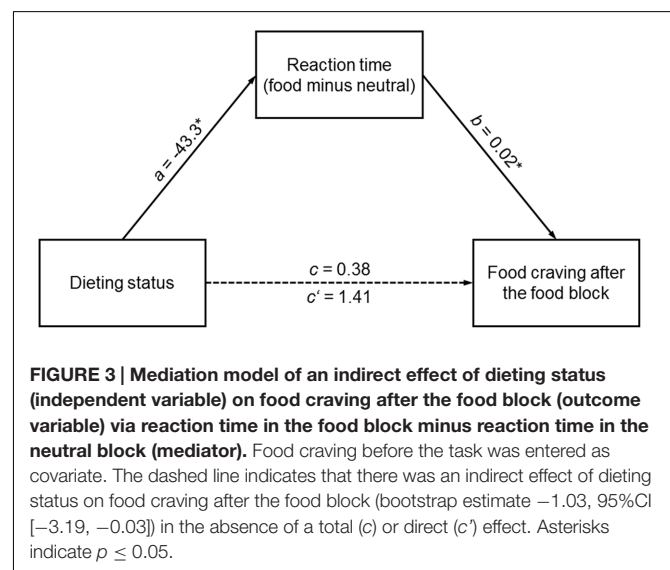 Reaction time
(food minus neutral)
a = -43.3*
b = 0.02*
Dieting status
c = 0.38
c‘ = 1.41
Food craving after
the food block
FIGURE 3 | Mediation model of an indirect effect of dieting status
(independent variable) on food craving after the food block (outcome
variable) via reaction time in the food block minus reaction time in the
neutral block (mediator). Food craving before the task was entered as
covariate. The dashed line indicates that there was an indirect effect of dieting
status on food craving after the food block (bootstrap estimate −1.03, 95%CI
[−3.19, −0.03]) in the absence of a total (c) or direct (c’) effect. Asterisks
indicate p ≤ 0.05.